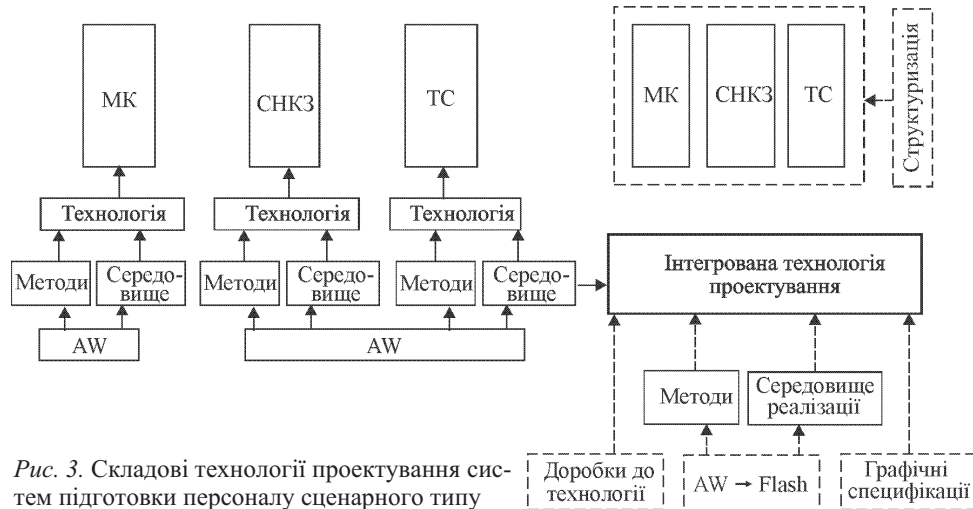 МК
СНКЗ
ТС
МК
СНКЗ
ТС
Структуризація
Технологія
Технологія
Технологія
Методи
Середо-
вище
Методи
Середо-
вище
Методи
Середо-
вище
AW
AW
Інтегрована технологія
проектування
Методи
Середовище
реалізації
Доробки до
технології
AW → Flash
Графічні
специфікації
Рис. 3. Складові технології проектування сис-
тем підготовки персоналу сценарного типу